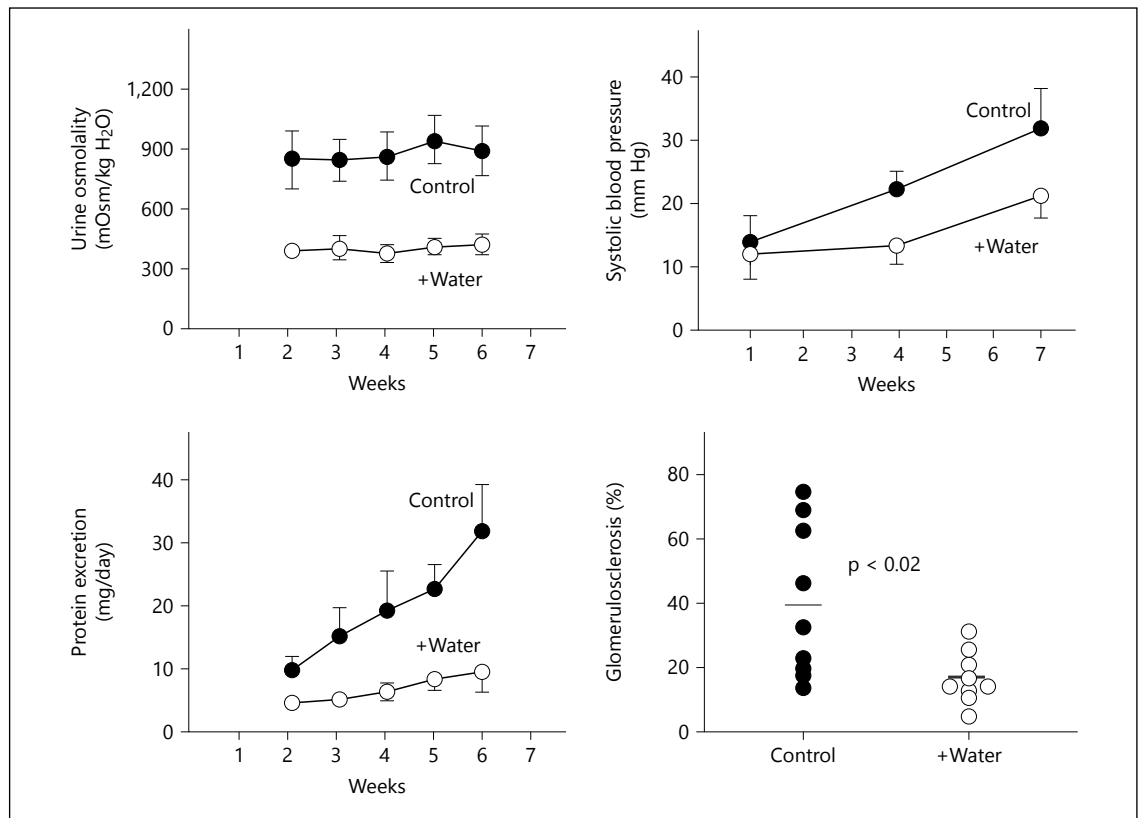 Urine osmolality
(mOsm/kg H₂O)
1,200
900
600
300
0
Control
+Water
1 2 3 4 5 6 7
Weeks
Systolic blood pressure
(mm Hg)
40
30
20
10
0
Control
+Water
1 2 3 4 5 6 7
Weeks
Protein excretion
(mg/day)
40
30
20
10
0
Control
+Water
1 2 3 4 5 6 7
Weeks
Glomerulosclerosis (%)
80
60
40
20
0
p < 0.02
Control +Water